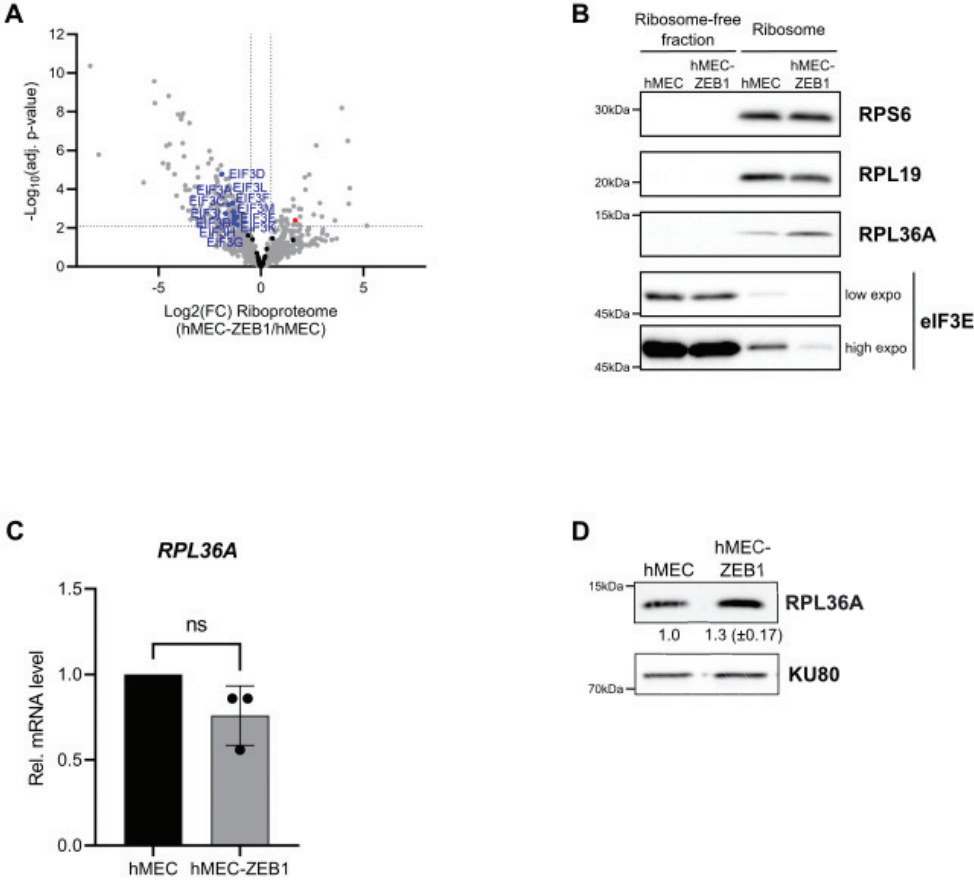 A
12
10
8
6
4
2
0
-Log10(adj. p-value)
EIF3D
EIF3A
EIF3L
EIF3C
EIF3F
EIF3M
EIF3I
EIF3E
EIF3B
EIF3K
EIF3H
EIF3G
-5
0
5
Log2(FC) Riboproteome
(hMEC-ZEB1/hMEC)
B
Ribosome-free
fraction
Ribosome
hMEC
hMEC-
ZEB1
hMEC
hMEC-
ZEB1
30kDa
RPS6
20kDa
RPL19
15kDa
RPL36A
45kDa
low expo
45kDa
high expo
eIF3E
C
RPL36A
1.5
1.0
0.5
0.0
Rel. mRNA level
ns
hMEC hMEC-ZEB1
D
hMEC
hMEC-
ZEB1
15kDa
RPL36A
1.0 1.3 (±0.17)
70kDa
KU80